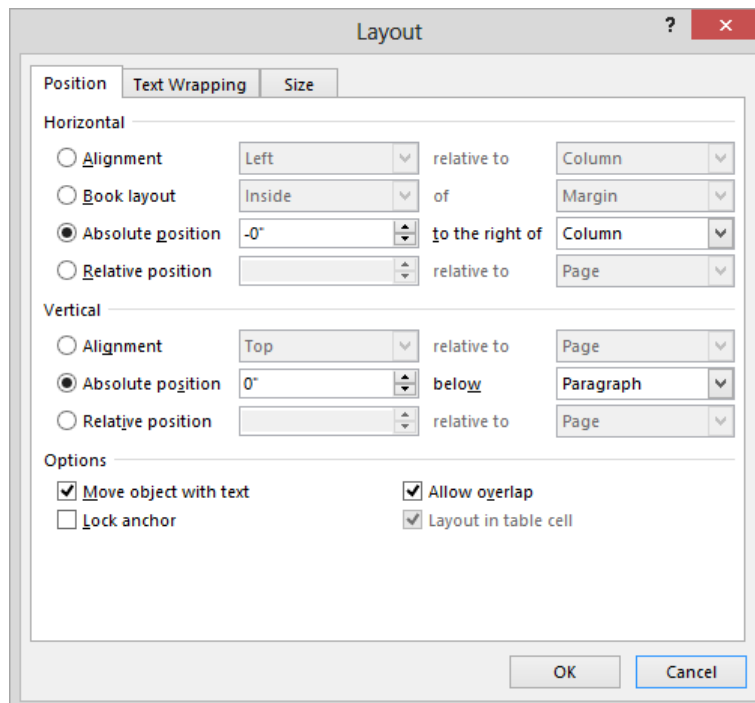 Layout ?
Position Text Wrapping Size
Horizontal
Alignment Left relative to Column
Book layout Inside of Margin
Absolute position -0" to the right of Column
Relative position relative to Page
Vertical
Alignment Top relative to Page
Absolute position 0" below Paragraph
Relative position relative to Page
Options
Move object with text Allow overlap
Lock anchor Layout in table cell
OK Cancel